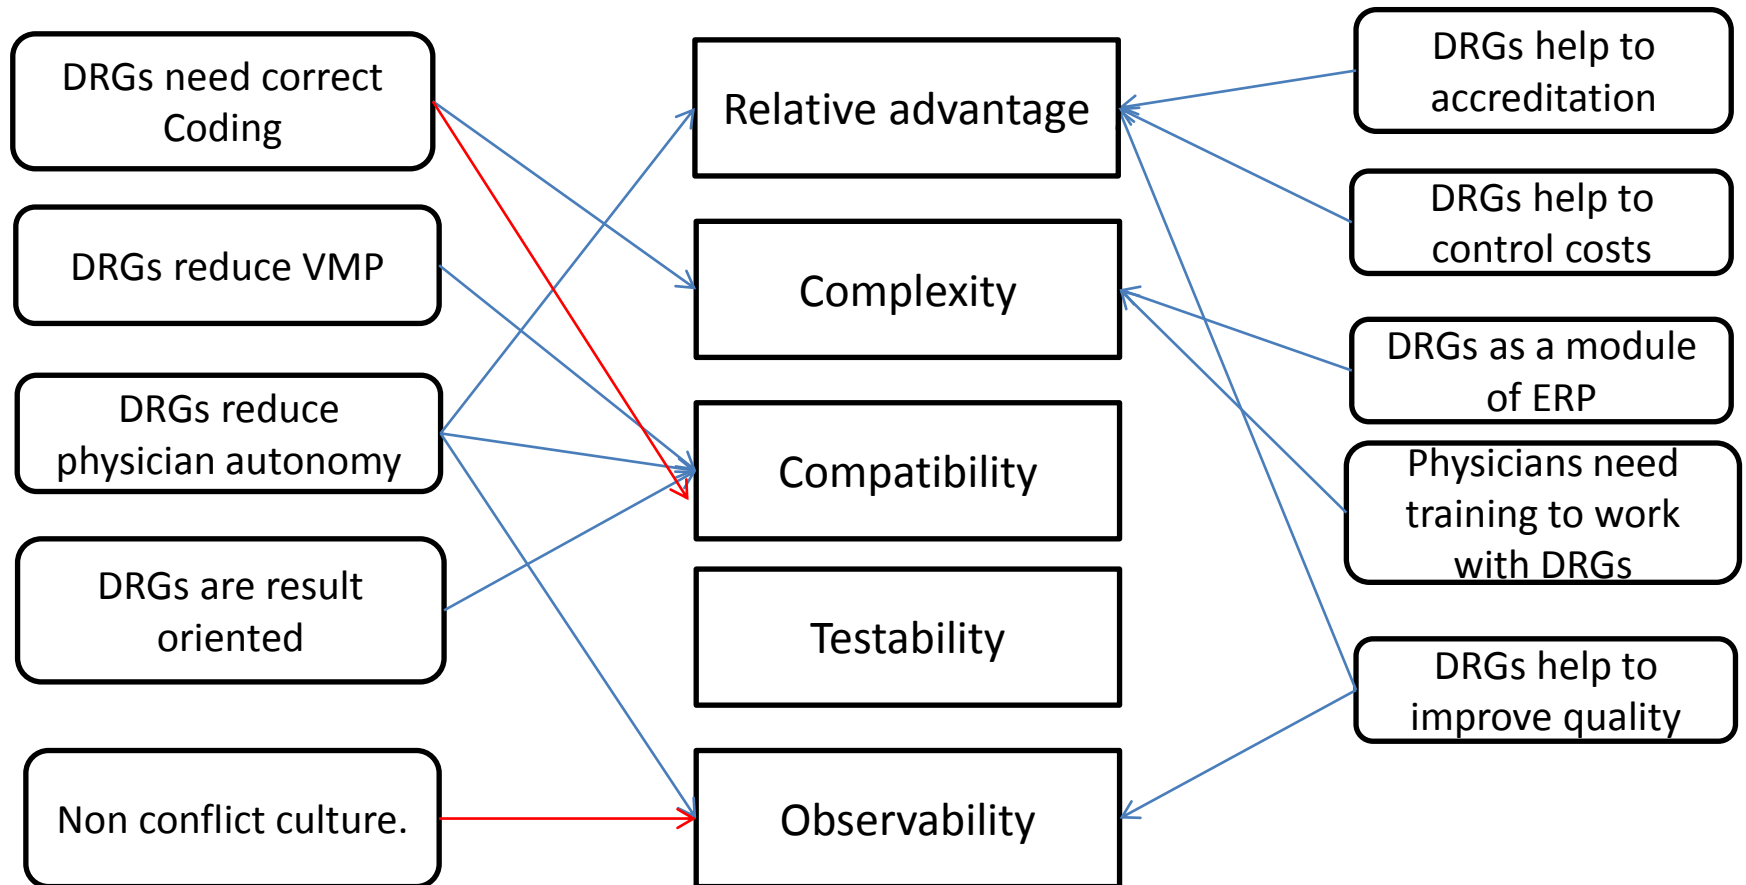 DRGs need correct
Coding
DRGs reduce VMP
DRGs reduce
physician autonomy
DRGs are result
oriented
Non conflict culture.
Relative advantage
Complexity
Compatibility
Testability
Observability
DRGs help to
accreditation
DRGs help to
control costs
DRGs as a module
of ERP
Physicians need
training to work
with DRGs
DRGs help to
improve quality